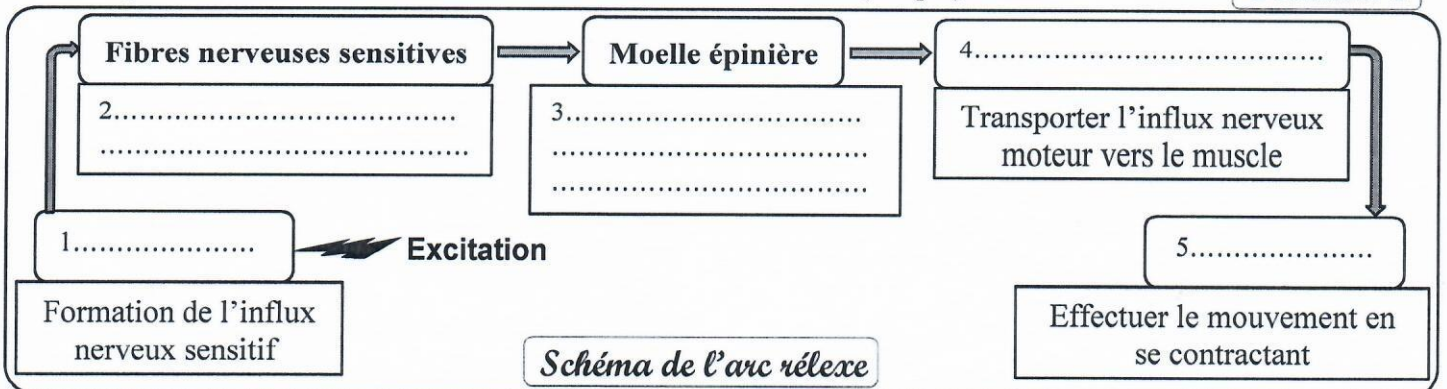 Fibres nerveuses sensitives
Moelle épinière
4........................................
2........................................
...........................................
3..................................
.....................................
.....................................
Transporter l'influx nerveux
moteur vers le muscle
1.....................
Excitation
5.....................
Formation de l'influx
nerveux sensitif
Effectuer le mouvement en
se contractant
Schéma de l'arc rélexe